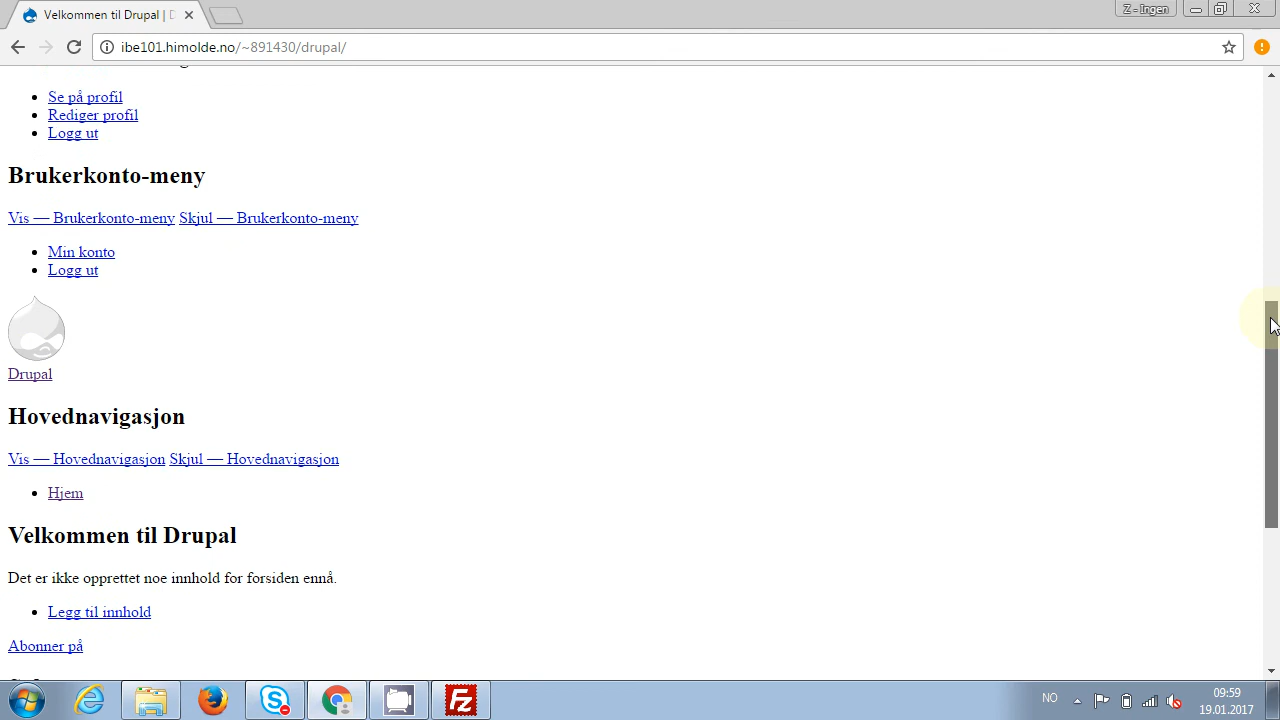 Velkommen til Drupal | D
Z - Ingen
ibe101.himolde.no/~891430/drupal/
Se på profil
Rediger profil
Logg ut
Brukerkonto-meny
Vis — Brukerkonto-meny Skjul — Brukerkonto-meny
Min konto
Logg ut
Drupal
Hovednavigasjon
Vis — Hovednavigasjon Skjul — Hovednavigasjon
Hjem
Velkommen til Drupal
Det er ikke opprettet noe innhold for forsiden ennå.
Legg til innhold
Abonner på
NO
09:59
19.01.2017